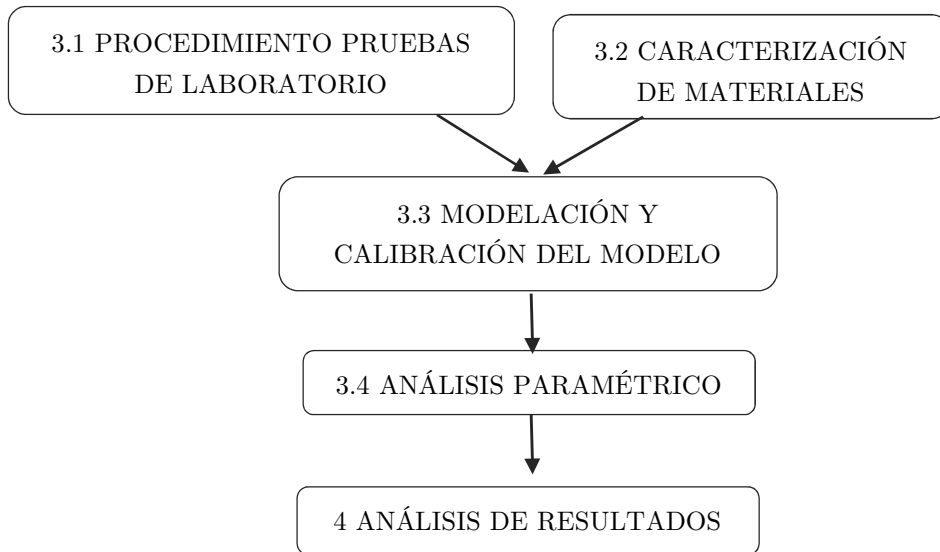 3.1 PROCEDIMIENTO PRUEBAS
DE LABORATORIO
3.2 CARACTERIZACIÓN
DE MATERIALES
3.3 MODELACIÓN Y
CALIBRACIÓN DEL MODELO
3.4 ANÁLISIS PARAMÉTRICO
4 ANÁLISIS DE RESULTADOS